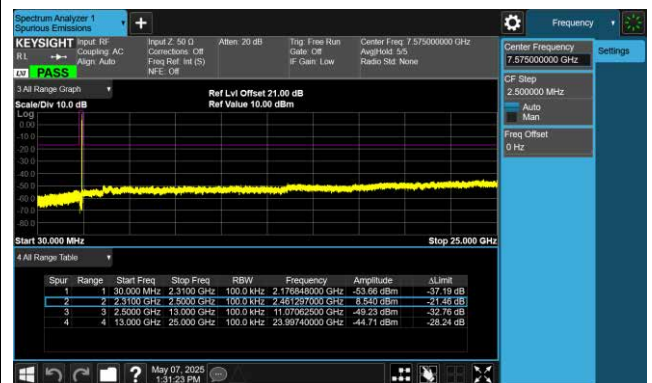 Spectrum Analyzer 1
Spurious Emissions
+
Frequency
KEYSIGHT Input: RF Input Z: 50 Ω Atten: 20 dB Trig: Free Run Center Freq: 7.575000000 GHz
RL Coupling: AC Corrections: Off Gate: Off Avg|Hold: 5/5
Align: Auto Freq Ref: Int (S) IF Gain: Low Radio Std: None
LXI PASS NFE: Off
Center Frequency
7.575000000 GHz
Settings
CF Step
2.500000 MHz
Auto
Man
Freq Offset
0 Hz
3 All Range Graph
Ref Lvl Offset 21.00 dB
Scale/Div 10.0 dB Ref Value 10.00 dBm
Log
0.00
-10.0
-20.0
-30.0
-40.0
-50.0
-60.0
-70.0
-80.0
Start 30.000 MHz Stop 25.000 GHz
4 All Range Table
Spur Range Start Freq Stop Freq RBW Frequency Amplitude ΔLimit
1 1 30.000 MHz 2.3100 GHz 100.0 kHz 2.176848000 GHz -53.66 dBm -37.19 dB
2 2 2.3100 GHz 2.5000 GHz 100.0 kHz 2.461297000 GHz 8.540 dBm -21.46 dB
3 3 2.5000 GHz 13.000 GHz 100.0 kHz 11.07062500 GHz -49.23 dBm -32.76 dB
4 4 13.000 GHz 25.000 GHz 100.0 kHz 23.99740000 GHz -44.71 dBm -28.24 dB
? May 07, 2025
1:31:23 PM